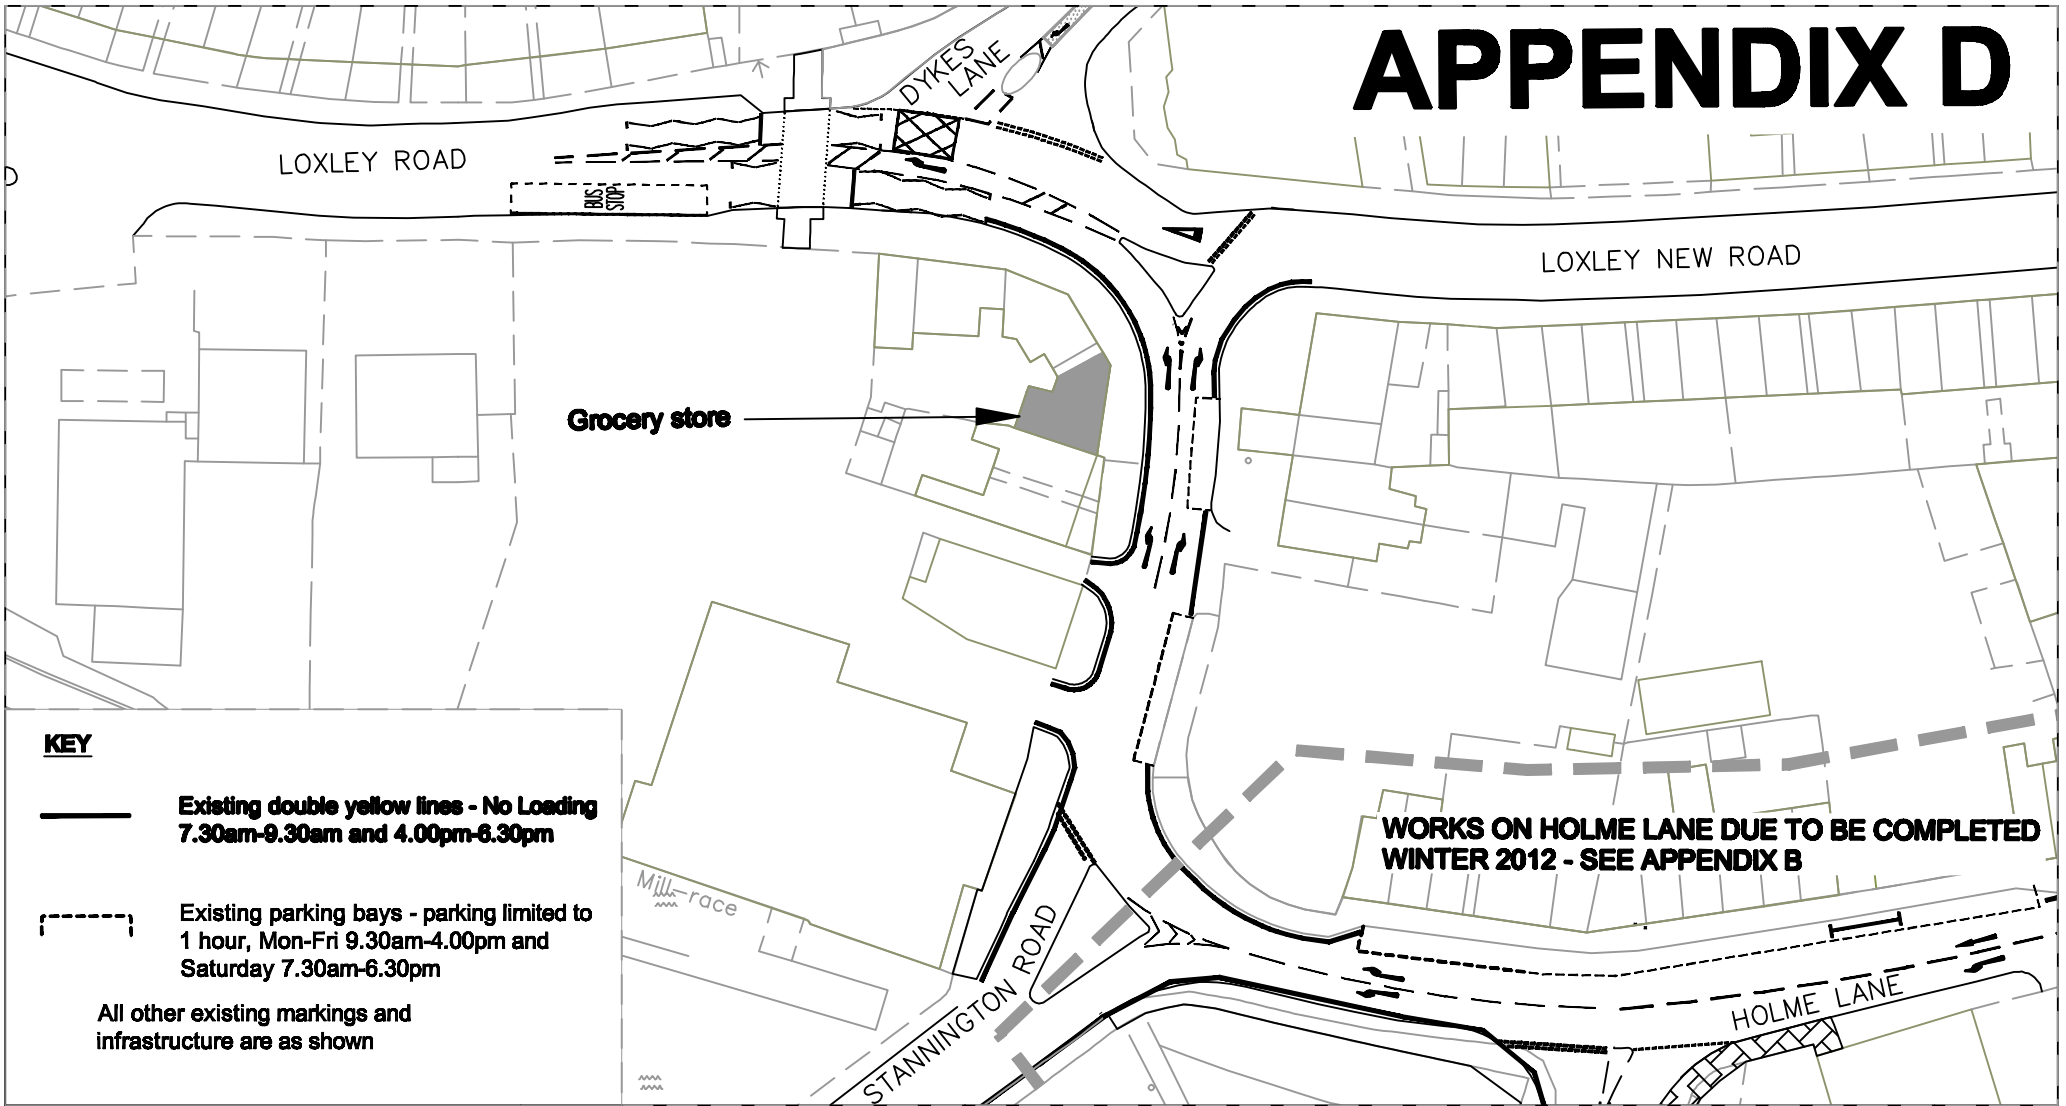 APPENDIX D
DYKES
LANE
LOXLEY ROAD
BUS
STOP
LOXLEY NEW ROAD
Grocery store
KEY
Existing double yellow lines - No Loading
7.30am-9.30am and 4.00pm-6.30pm
Existing parking bays - parking limited to
1 hour, Mon-Fri 9.30am-4.00pm and
Saturday 7.30am-6.30pm
All other existing markings and
infrastructure are as shown
WORKS ON HOLME LANE DUE TO BE COMPLETED
WINTER 2012 - SEE APPENDIX B
Mill-race
STANNINGTON ROAD
HOLME LANE